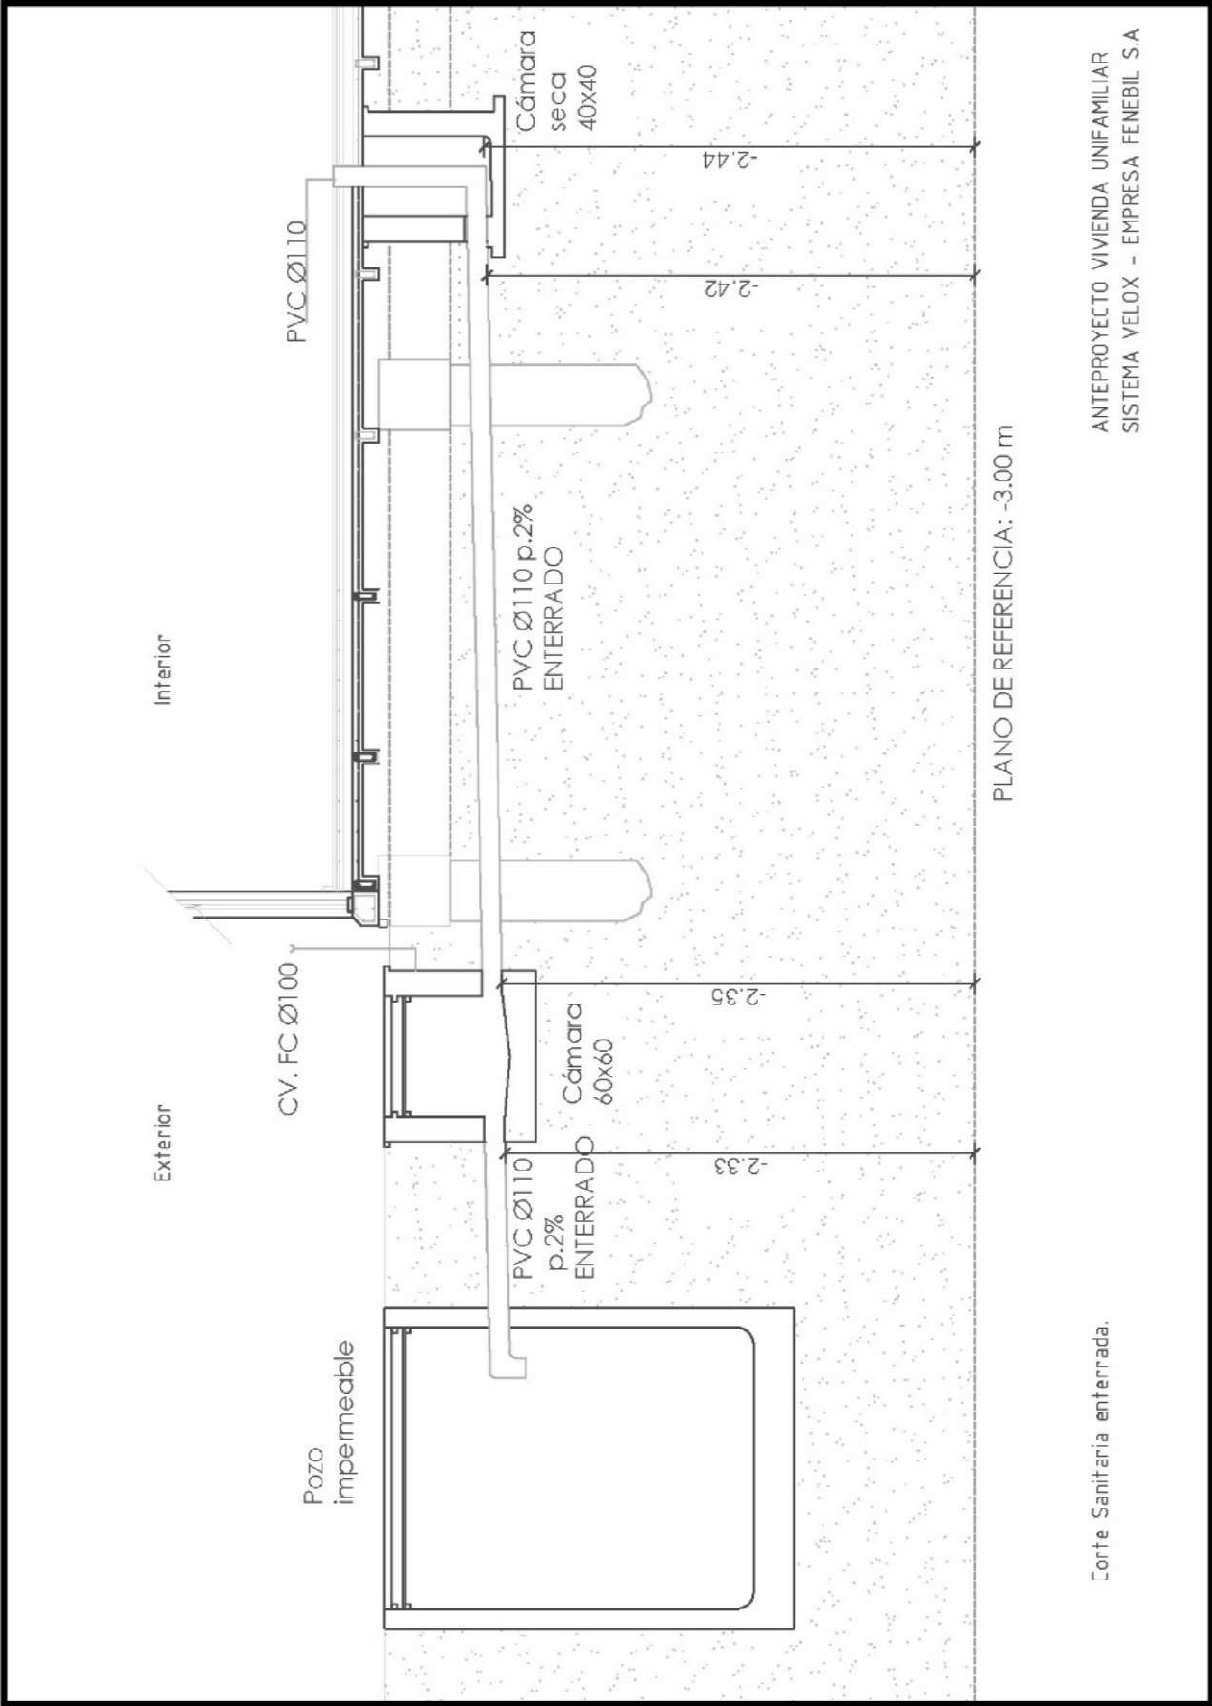 Exterior
Interior
Pozo
impermeable
CV. FC Ø100
PVC Ø110
PVC Ø110
p.2%
ENTERRADO
Cámara
60x60
PVC Ø110 p.2%
ENTERRADO
Cámara
seca
40x40
-2.33
-2.35
-2.42
-2.44
PLANO DE REFERENCIA: -3.00 m
Corte Sanitaria enterrada.
ANTEPROYECTO VIVIENDA UNIFAMILIAR
SISTEMA VELOX - EMPRESA FENEBIL S.A